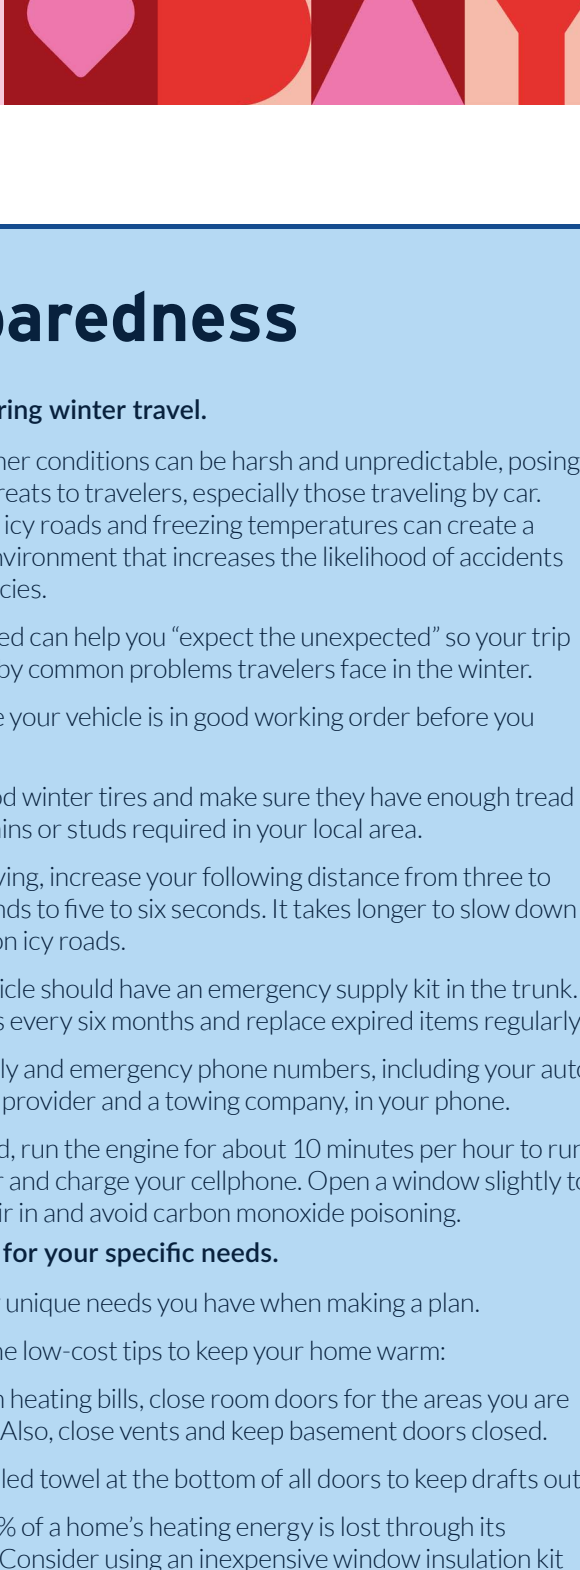 DAY
paredness
ring winter travel.
her conditions can be harsh and unpredictable, posing
reats to travelers, especially those traveling by car.
icy roads and freezing temperatures can create a
nvironment that increases the likelihood of accidents
cies.
ed can help you “expect the unexpected” so your trip
by common problems travelers face in the winter.
e your vehicle is in good working order before you
od winter tires and make sure they have enough tread
ins or studs required in your local area.
ving, increase your following distance from three to
nds to five to six seconds. It takes longer to slow down
on icy roads.
icle should have an emergency supply kit in the trunk.
s every six months and replace expired items regularly
ly and emergency phone numbers, including your auto
provider and a towing company, in your phone.
d, run the engine for about 10 minutes per hour to run
r and charge your cellphone. Open a window slightly to
ir in and avoid carbon monoxide poisoning.
for your specific needs.
r unique needs you have when making a plan.
me low-cost tips to keep your home warm:
n heating bills, close room doors for the areas you are
Also, close vents and keep basement doors closed.
led towel at the bottom of all doors to keep drafts out
% of a home’s heating energy is lost through its
Consider using an inexpensive window insulation kit